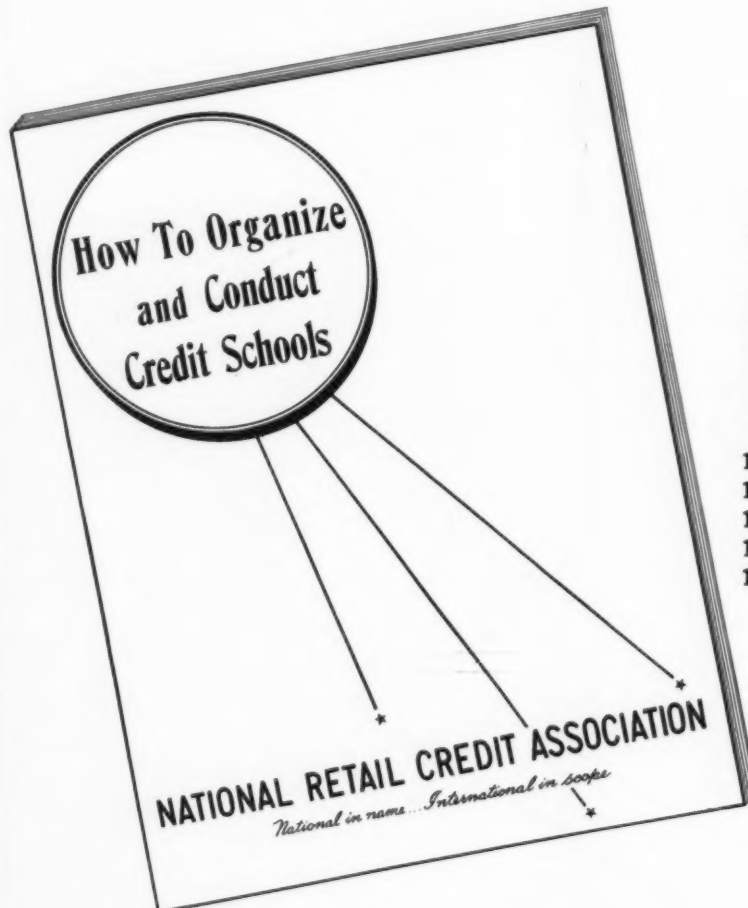 How To Organize
and Conduct
Credit Schools
NATIONAL RETAIL CREDIT ASSOCIATION
National in name...International in scope